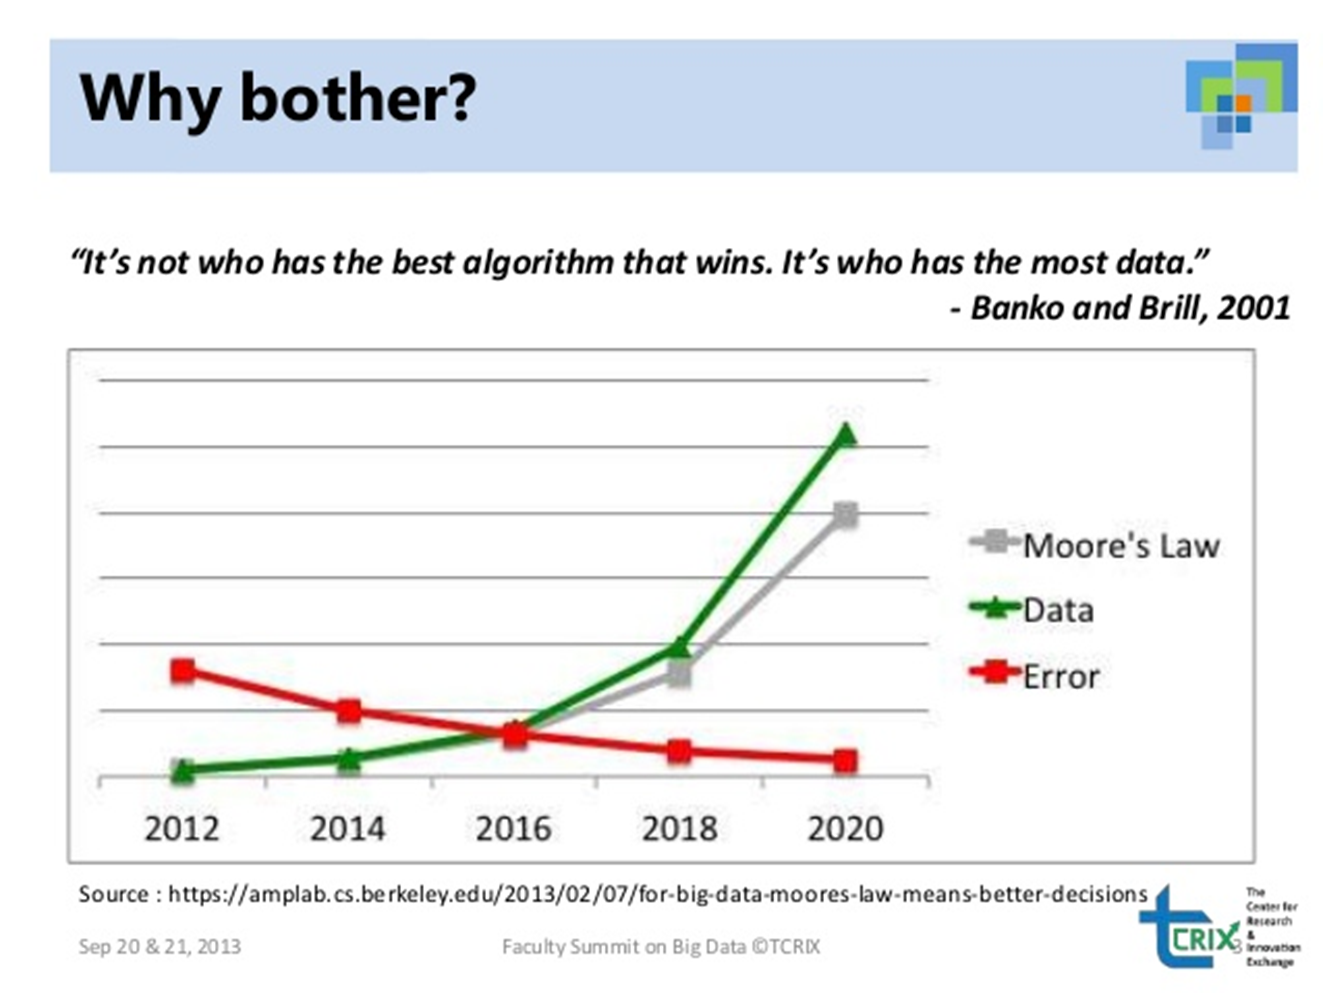 Why bother?
“It’s not who has the best algorithm that wins. It’s who has the most data.”
- Banko and Brill, 2001
Moore's Law
Data
Error
2012 2014 2016 2018 2020
Source : https://amplab.cs.berkeley.edu/2013/02/07/for-big-data-moores-law-means-better-decisions
Sep 20 & 21, 2013 Faculty Summit on Big Data ©TCRIX 3
tCRIX
The
Center for
Research
&
Innovation
Exchange